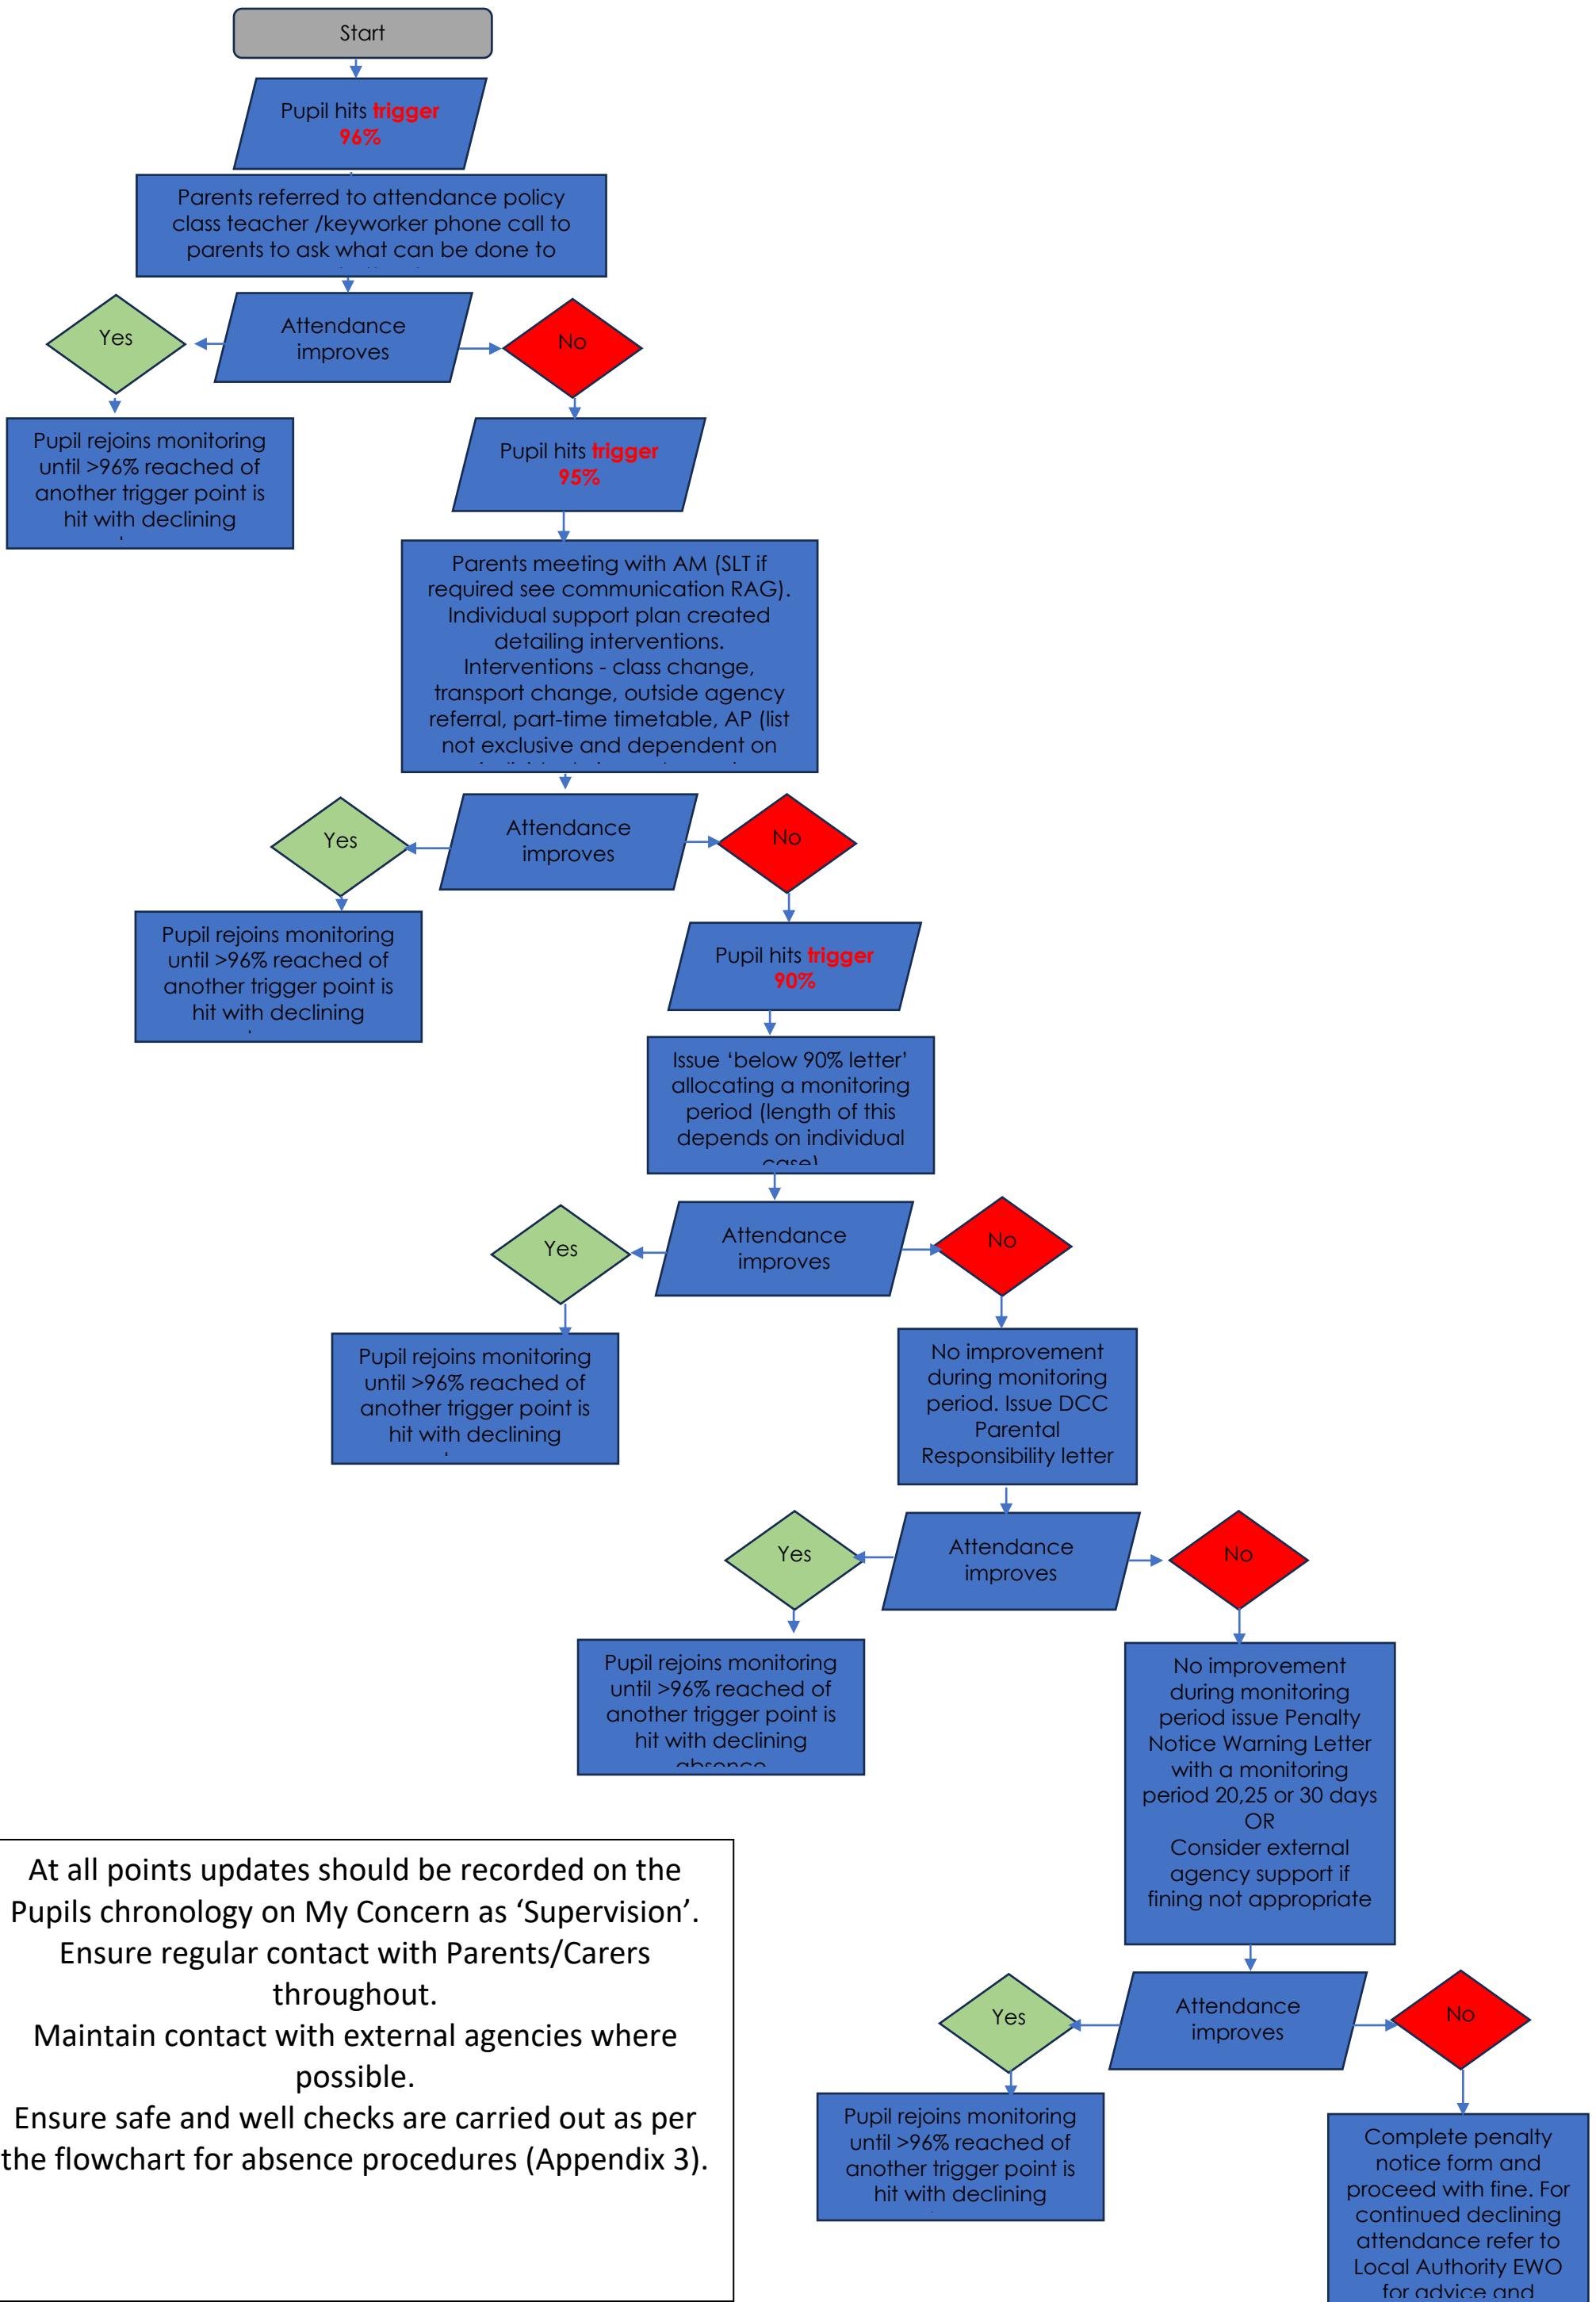 Start
Pupil hits trigger
96%
Parents referred to attendance policy
class teacher /keyworker phone call to
parents to ask what can be done to
Attendance
improves
Yes
No
Pupil rejoins monitoring
until >96% reached of
another trigger point is
hit with declining
Pupil hits trigger
95%
Parents meeting with AM (SLT if
required see communication RAG).
Individual support plan created
detailing interventions.
Interventions - class change,
transport change, outside agency
referral, part-time timetable, AP (list
not exclusive and dependent on
Attendance
improves
Yes
No
Pupil rejoins monitoring
until >96% reached of
another trigger point is
hit with declining
Pupil hits trigger
90%
Issue ‘below 90% letter’
allocating a monitoring
period (length of this
depends on individual
case)
Attendance
improves
Yes
No
Pupil rejoins monitoring
until >96% reached of
another trigger point is
hit with declining
No improvement
during monitoring
period. Issue DCC
Parental
Responsibility letter
Attendance
improves
Yes
No
Pupil rejoins monitoring
until >96% reached of
another trigger point is
hit with declining
absence
No improvement
during monitoring
period issue Penalty
Notice Warning Letter
with a monitoring
period 20,25 or 30 days
OR
Consider external
agency support if
fining not appropriate
Attendance
improves
Yes
No
Pupil rejoins monitoring
until >96% reached of
another trigger point is
hit with declining
Complete penalty
notice form and
proceed with fine. For
continued declining
attendance refer to
Local Authority EWO
for advice and
At all points updates should be recorded on the
Pupils chronology on My Concern as ‘Supervision’.
Ensure regular contact with Parents/Carers
throughout.
Maintain contact with external agencies where
possible.
Ensure safe and well checks are carried out as per
the flowchart for absence procedures (Appendix 3).